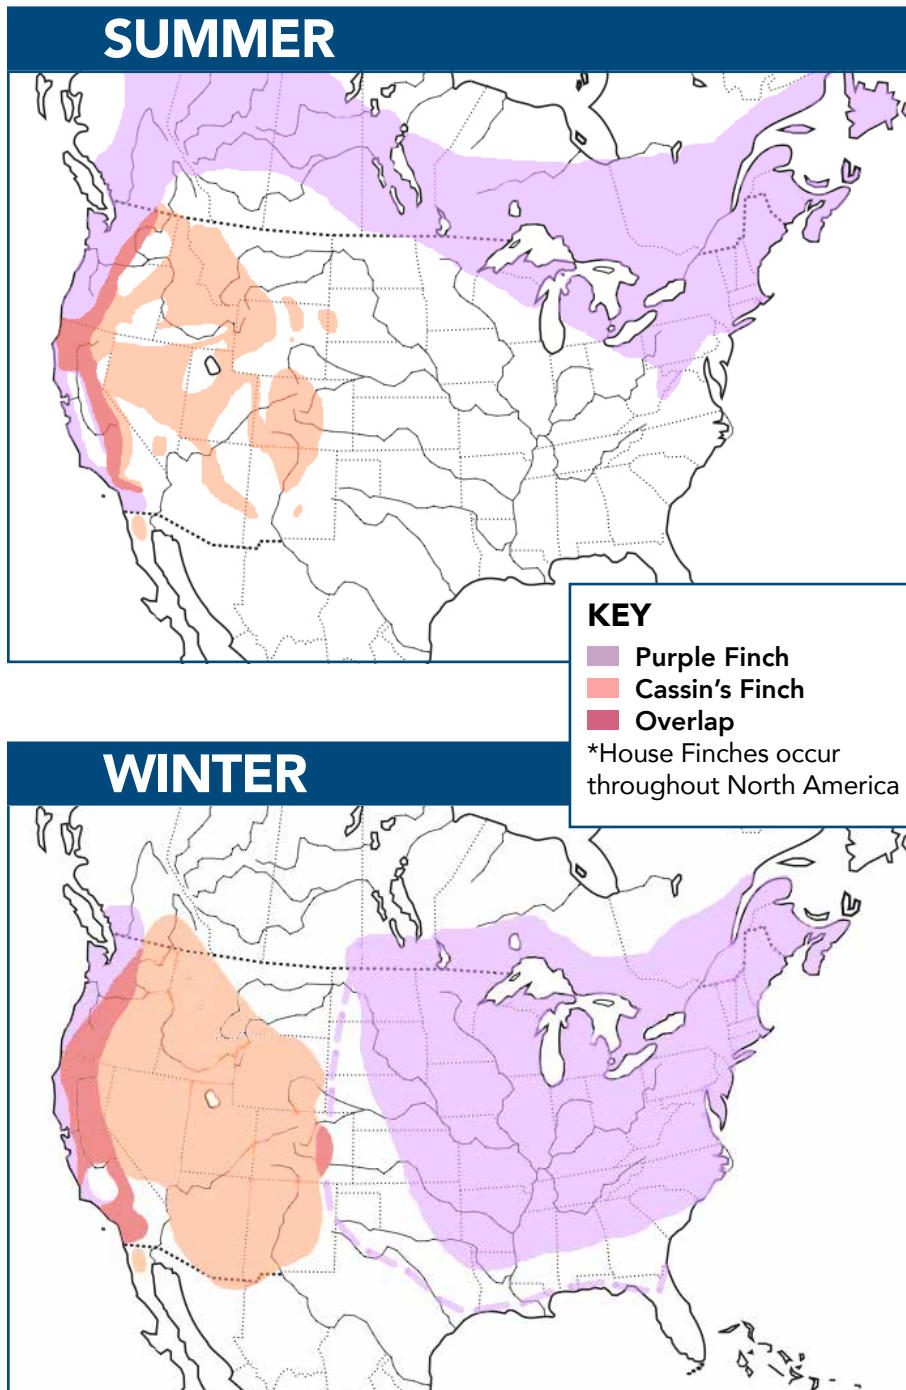 SUMMER
KEY
Purple Finch
Cassin's Finch
Overlap
*House Finches occur
throughout North America
WINTER